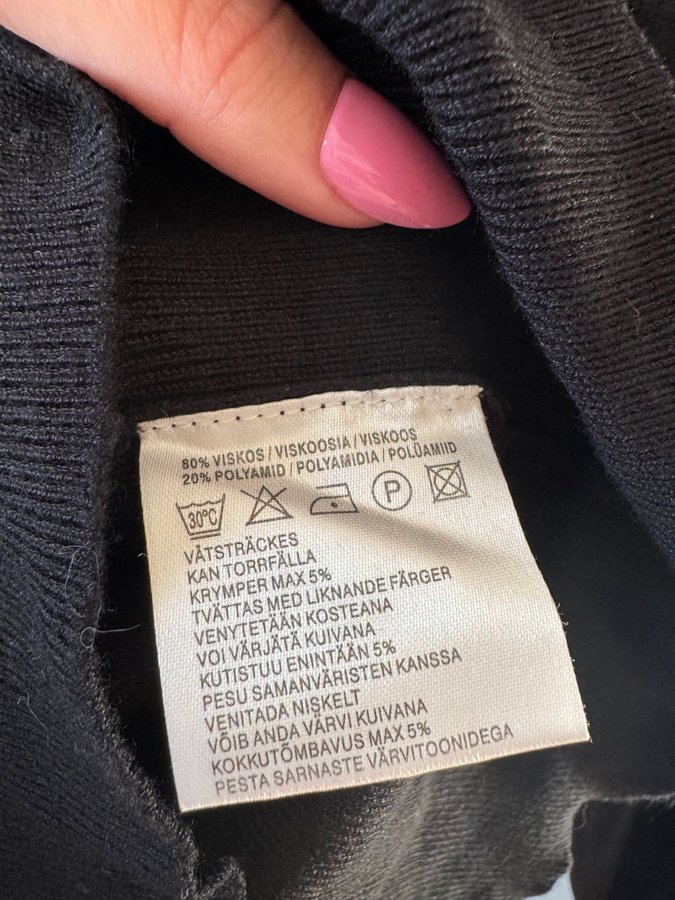 80% VISKOS / VISKOOSIA / VISKOOS
20% POLYAMID / POLYAMIDIA / POLÜAMIID
30°C P
VÅTSTRÄCKES
KAN TORRFÄLLA
KRYMPER MAX 5%
TVÄTTAS MED LIKNANDE FÄRGER
VENYTETÄÄN KOSTEANA
VOI VÄRJÄTÄ KUIVANA
KUTISTUU ENINTÄÄN 5%
PESU SAMANVÄRISTEN KANSSA
VENITADA NISKELT
VÕIB ANDA VÄRVI KUIVANA
KOKKUTÕMBAVUS MAX 5%
PESTA SARNASTE VÄRVITOONIDEGA